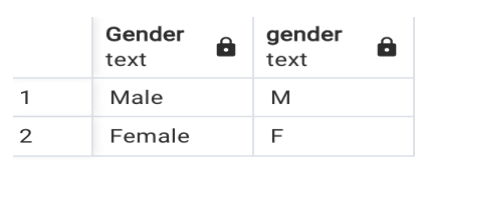 Gender gender
text text
1 Male M
2 Female F